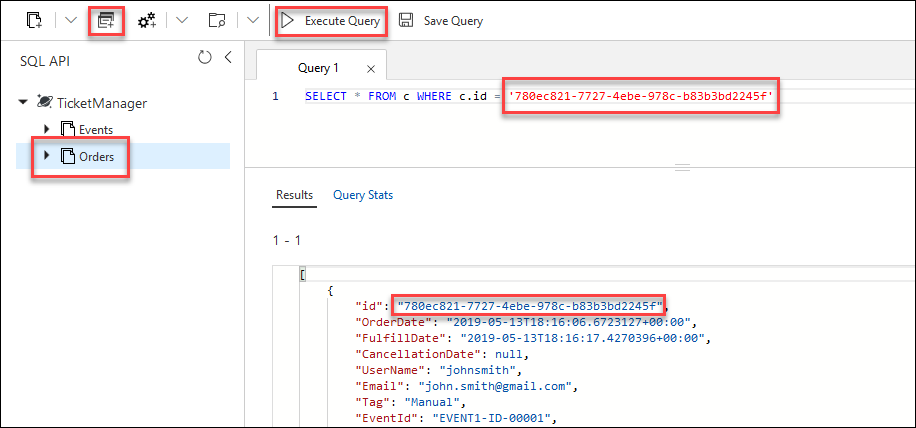 Execute Query Save Query
SQL API
Query 1
1 SELECT * FROM c WHERE c.id = '780ec821-7727-4ebe-978c-b83b3bd2245f'
TicketManager
Events
Orders
Results Query Stats
1 - 1
[
{
"id": "780ec821-7727-4ebe-978c-b83b3bd2245f",
"OrderDate": "2019-05-13T18:16:06.6723127+00:00",
"FulfillDate": "2019-05-13T18:16:17.4270396+00:00",
"CancellationDate": null,
"UserName": "johnsmith",
"Email": "john.smith@gmail.com",
"Tag": "Manual",
"EventId": "EVENT1-ID-00001",